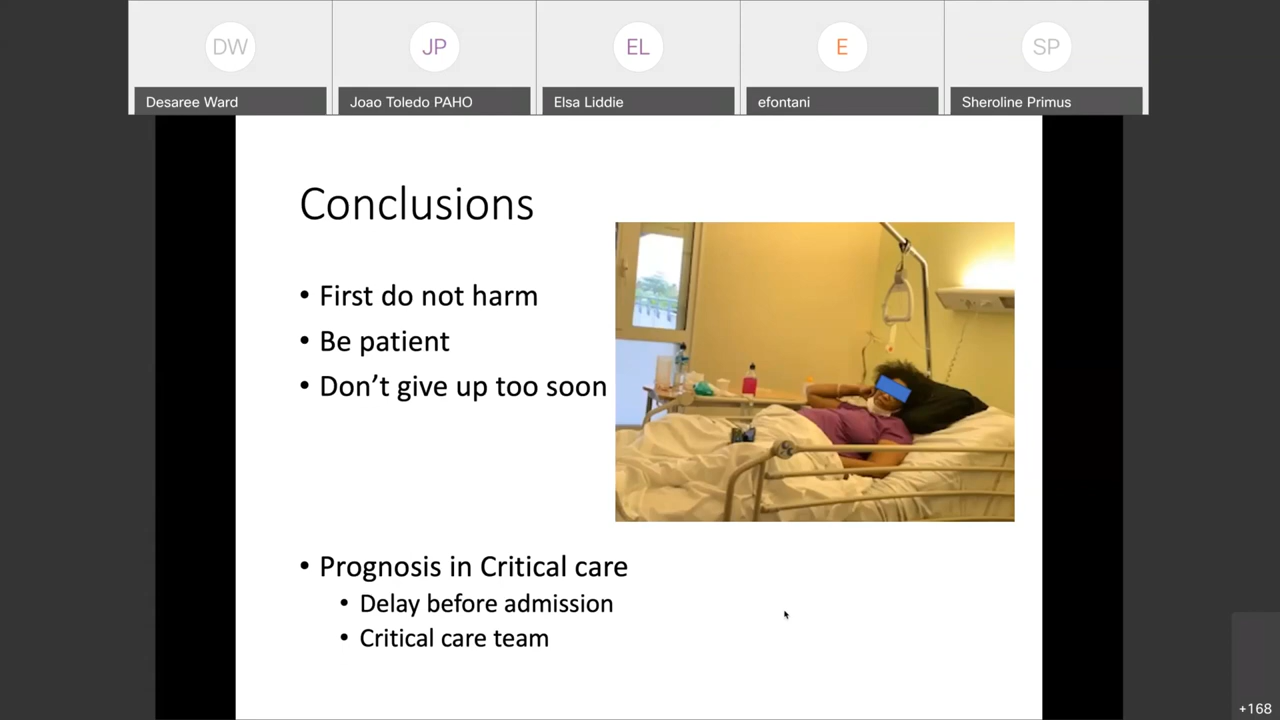 DW
JP
EL
E
SP
Desaree Ward
Joao Toledo PAHO
Elsa Liddie
efontani
Sheroline Primus
Conclusions
• First do not harm
• Be patient
• Don’t give up too soon
• Prognosis in Critical care
• Delay before admission
• Critical care team
+168